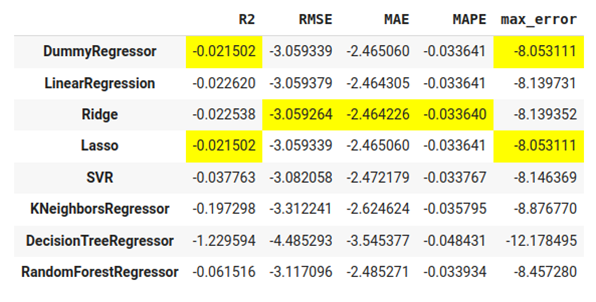 R2 RMSE MAE MAPE max_error
DummyRegressor -0.021502 -3.059339 -2.465060 -0.033641 -8.053111
LinearRegression -0.022620 -3.059379 -2.464305 -0.033641 -8.139731
Ridge -0.022538 -3.059264 -2.464226 -0.033640 -8.139352
Lasso -0.021502 -3.059339 -2.465060 -0.033641 -8.053111
SVR -0.037763 -3.082058 -2.472179 -0.033767 -8.146369
KNeighborsRegressor -0.197298 -3.312241 -2.624624 -0.035795 -8.876770
DecisionTreeRegressor -1.229594 -4.485293 -3.545377 -0.048431 -12.178495
RandomForestRegressor -0.061516 -3.117096 -2.485271 -0.033934 -8.457280